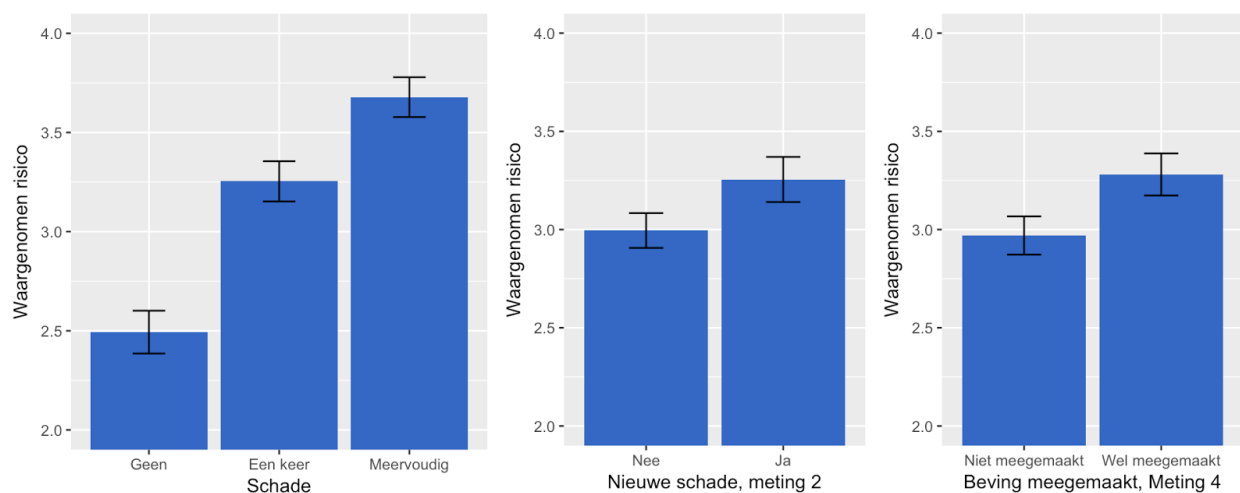 Waargenomen risico
4.0
3.5
3.0
2.5
2.0
Geen
Een keer
Meervoudig
Schade
Waargenomen risico
4.0
3.5
3.0
2.5
2.0
Nee
Ja
Nieuwe schade, meting 2
Waargenomen risico
4.0
3.5
3.0
2.5
2.0
Niet meegemaakt
Wel meegemaakt
Beving meegemaakt, Meting 4